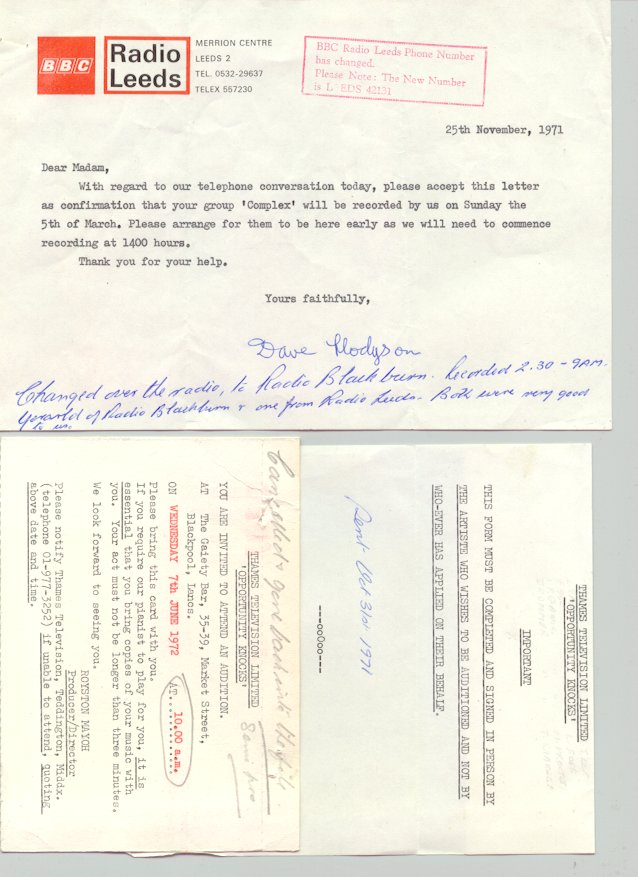 BBC
Radio
Leeds
MERRION CENTRE
LEEDS 2
TEL. 0532-29637
TELEX 557230
BBC Radio Leeds Phone Number
has changed.
Please Note: The New Number
is L EDS 42131
25th November, 1971
Dear Madam,
With regard to our telephone conversation today, please accept this letter
as confirmation that your group 'Complex' will be recorded by us on Sunday the
5th of March. Please arrange for them to be here early as we will need to commence
recording at 1400 hours.
Thank you for your help.
Yours faithfully,
Dave Hodgson
Changed over the radio, to Radio Blackburn. Recorded 2.30 - 9AM.
of Radio Blackburn & one from Radio Leeds. Both were very good
to us.
THAMES TELEVISION LIMITED
'OPPORTUNITY KNOCKS'
YOU ARE INVITED TO ATTEND AN AUDITION.
AT The Gaiety Bar, 35-39, Market Street,
Blackpool, Lancs.
ON WEDNESDAY 7th JUNE 1972 AT 10.00 a.m.
Please bring this card with you.
If you require our pianist to play for you, it is
essential that you bring copies of your music with
you. Your act must not be longer than three minutes.
We look forward to seeing you.
ROYSTON MAYOH
Producer/Director
Please notify Thames Television, Teddington, Middx.
(telephone 01-977-3252) if unable to attend, quoting
above date and time.
Semi pro
THAMES TELEVISION LIMITED
'OPPORTUNITY KNOCKS'
IMPORTANT
THIS FORM MUST BE COMPLETED AND SIGNED IN PERSON BY
THE ARTISTE WHO WISHES TO BE AUDITIONED AND NOT BY
WHO-EVER HAS APPLIED ON THEIR BEHALF.
---ooOoo---
Sent Oct 31st 1971